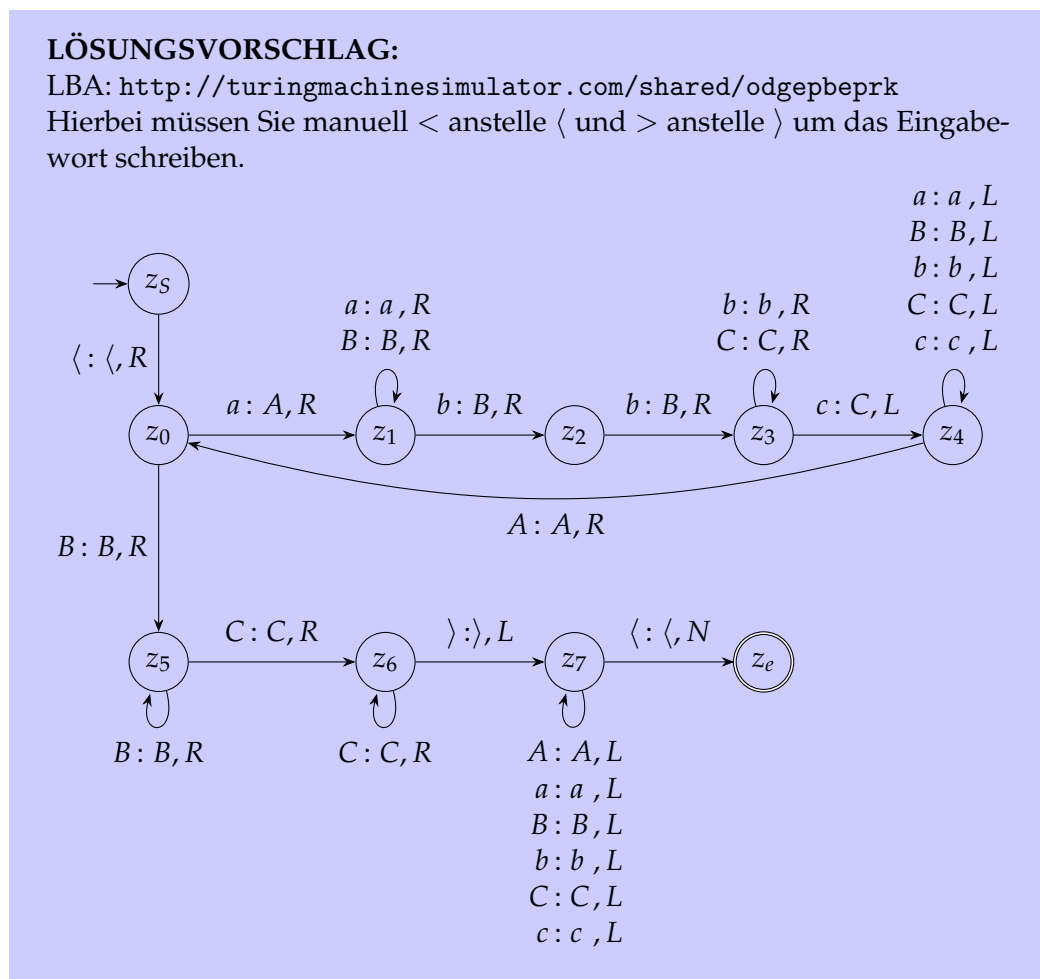 LÖSUNGSVORSCHLAG:
LBA: http://turingmachinesimulator.com/shared/odgepbeprk
Hierbei müssen Sie manuell < anstelle ⟨ und > anstelle ⟩ um das Eingabe-
wort schreiben.
a : a , L
B : B, L
b : b , L
C : C, L
c : c , L
z_S
a : a , R
B : B, R
b : b , R
C : C, R
⟨ : ⟨, R
z_0
a : A, R
z_1
b : B, R
z_2
b : B, R
z_3
c : C, L
z_4
A : A, R
B : B, R
z_5
C : C, R
z_6
⟩ :⟩, L
z_7
⟨ : ⟨, N
z_e
B : B, R
C : C, R
A : A, L
a : a , L
B : B, L
b : b , L
C : C, L
c : c , L